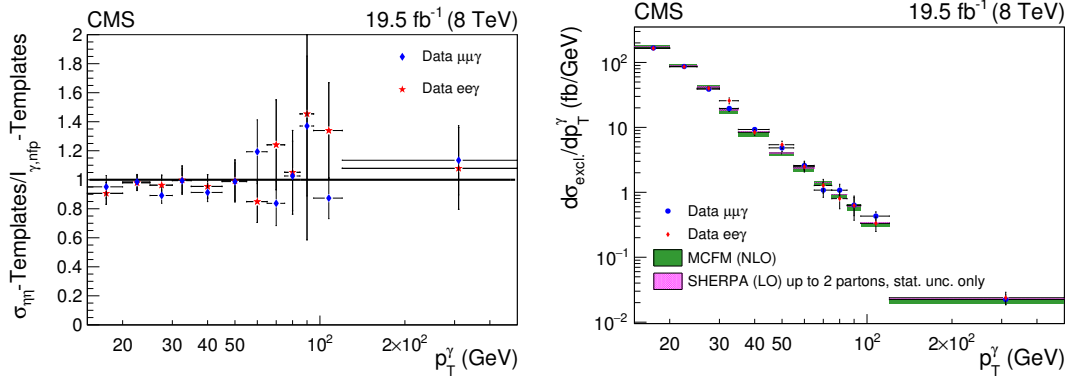 CMS 19.5 fb⁻¹ (8 TeV)
σ_ηη-Templates/I_γ,nfp-Templates
2
1.8
1.6
1.4
1.2
1
0.8
0.6
0.4
0.2
0
Data μμγ
Data eeγ
20 30 40 50 10² 2×10²
p_T^γ (GeV)
CMS 19.5 fb⁻¹ (8 TeV)
dσ_excl./dp_T^γ (fb/GeV)
10²
10
1
10⁻¹
10⁻²
Data μμγ
Data eeγ
MCFM (NLO)
SHERPA (LO) up to 2 partons, stat. unc. only
20 30 40 50 10² 2×10²
p_T^γ (GeV)